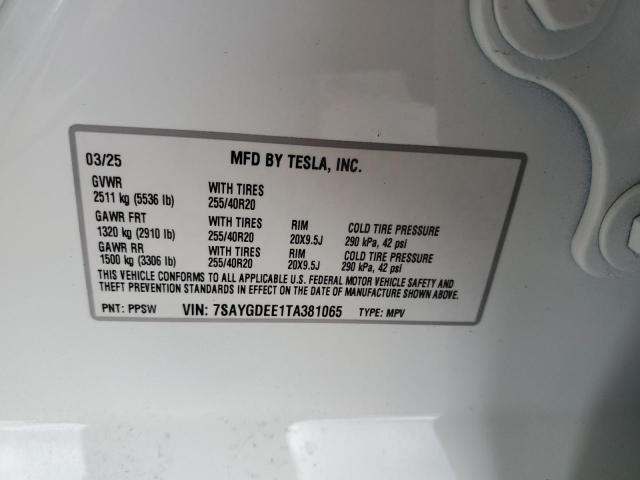 03/25 MFD BY TESLA, INC.
GVWR WITH TIRES
2511 kg (5536 lb) 255/40R20
GAWR FRT WITH TIRES RIM COLD TIRE PRESSURE
1320 kg (2910 lb) 255/40R20 20X9.5J 290 kPa, 42 psi
GAWR RR WITH TIRES RIM COLD TIRE PRESSURE
1500 kg (3306 lb) 255/40R20 20X9.5J 290 kPa, 42 psi
THIS VEHICLE CONFORMS TO ALL APPLICABLE U.S. FEDERAL MOTOR VEHICLE SAFETY AND
THEFT PREVENTION STANDARDS IN EFFECT ON THE DATE OF MANUFACTURE SHOWN ABOVE.
PNT: PPSW VIN: 7SAYGDEE1TA381065 TYPE: MPV